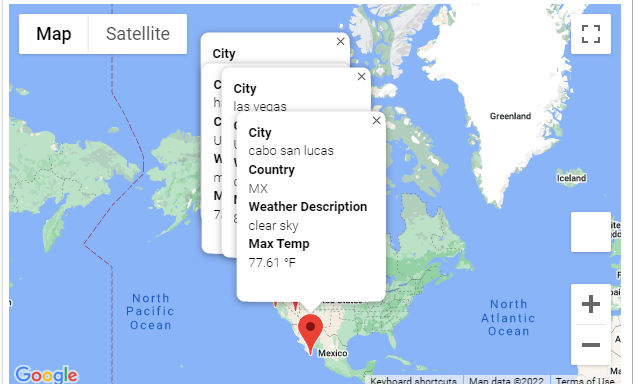 Map
Satellite
City
City
las vegas
City
cabo san lucas
Country
MX
Weather Description
clear sky
Max Temp
77.61 °F
Greenland
Iceland
North
Pacific
Ocean
North
Atlantic
Ocean
Mexico
Google
Keyboard shortcuts
Map data ©2022
Terms of Use